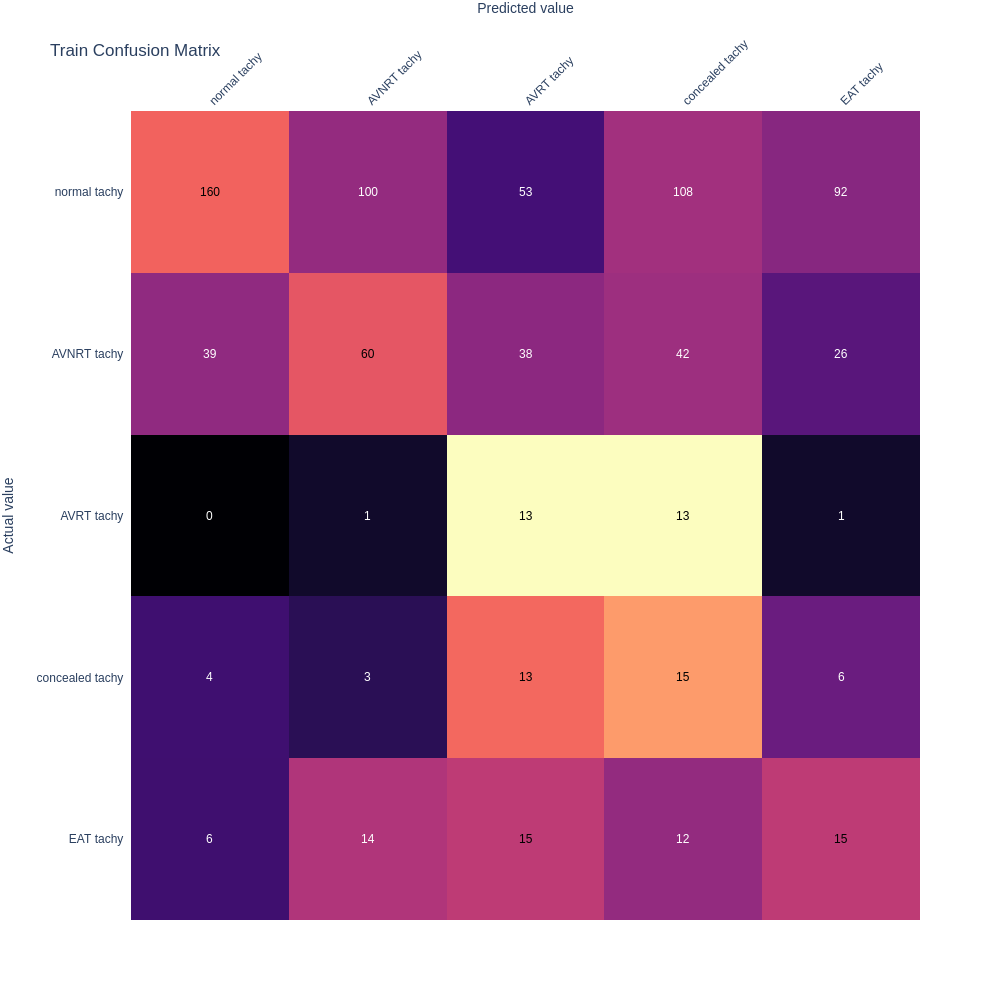 Predicted value
Train Confusion Matrix
normal tachy AVNRT tachy AVRT tachy concealed tachy EAT tachy
normal tachy 160 100 53 108 92
AVNRT tachy 39 60 38 42 26
AVRT tachy 0 1 13 13 1
concealed tachy 4 3 13 15 6
EAT tachy 6 14 15 12 15
Actual value